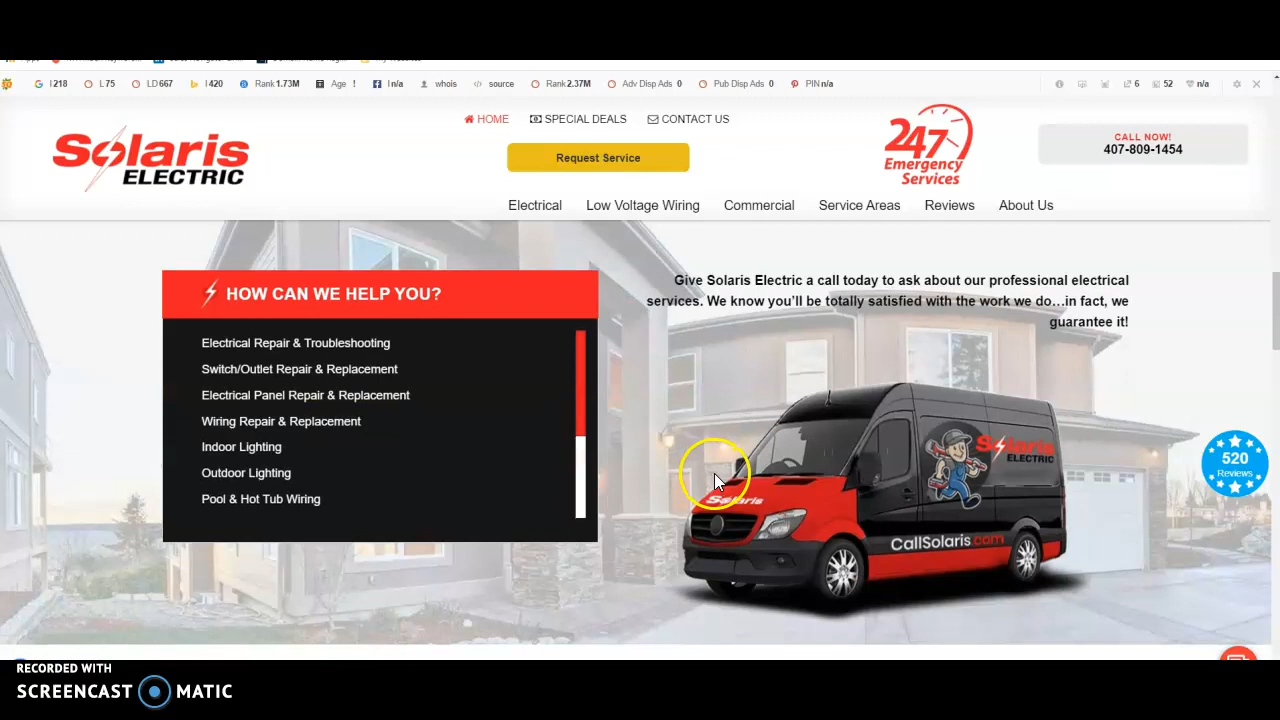 I 218 L 75 LD 667 I 420 Rank 1.73M Age ! I n/a whois source Rank 2.37M Adv Disp Ads 0 Pub Disp Ads 0 PIN n/a 6 52 n/a
HOME SPECIAL DEALS CONTACT US
Solaris
ELECTRIC
Request Service
247
Emergency
Services
CALL NOW!
407-809-1454
Electrical Low Voltage Wiring Commercial Service Areas Reviews About Us
HOW CAN WE HELP YOU?
Electrical Repair & Troubleshooting
Switch/Outlet Repair & Replacement
Electrical Panel Repair & Replacement
Wiring Repair & Replacement
Indoor Lighting
Outdoor Lighting
Pool & Hot Tub Wiring
Give Solaris Electric a call today to ask about our professional electrical
services. We know you'll be totally satisfied with the work we do…in fact, we
guarantee it!
Solaris
ELECTRIC
Solaris
CallSolaris.com
520
Reviews
RECORDED WITH
SCREENCAST MATIC